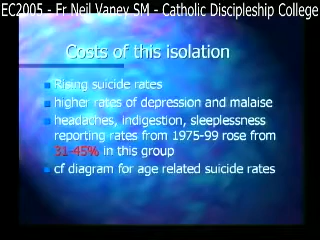 EC2005 - Fr Neil Vaney SM - Catholic Discipleship College
Costs of this isolation
Rising suicide rates
higher rates of depression and malaise
headaches, indigestion, sleeplessness
reporting rates from 1975-99 rose from
31-45% in this group
cf diagram for age related suicide rates